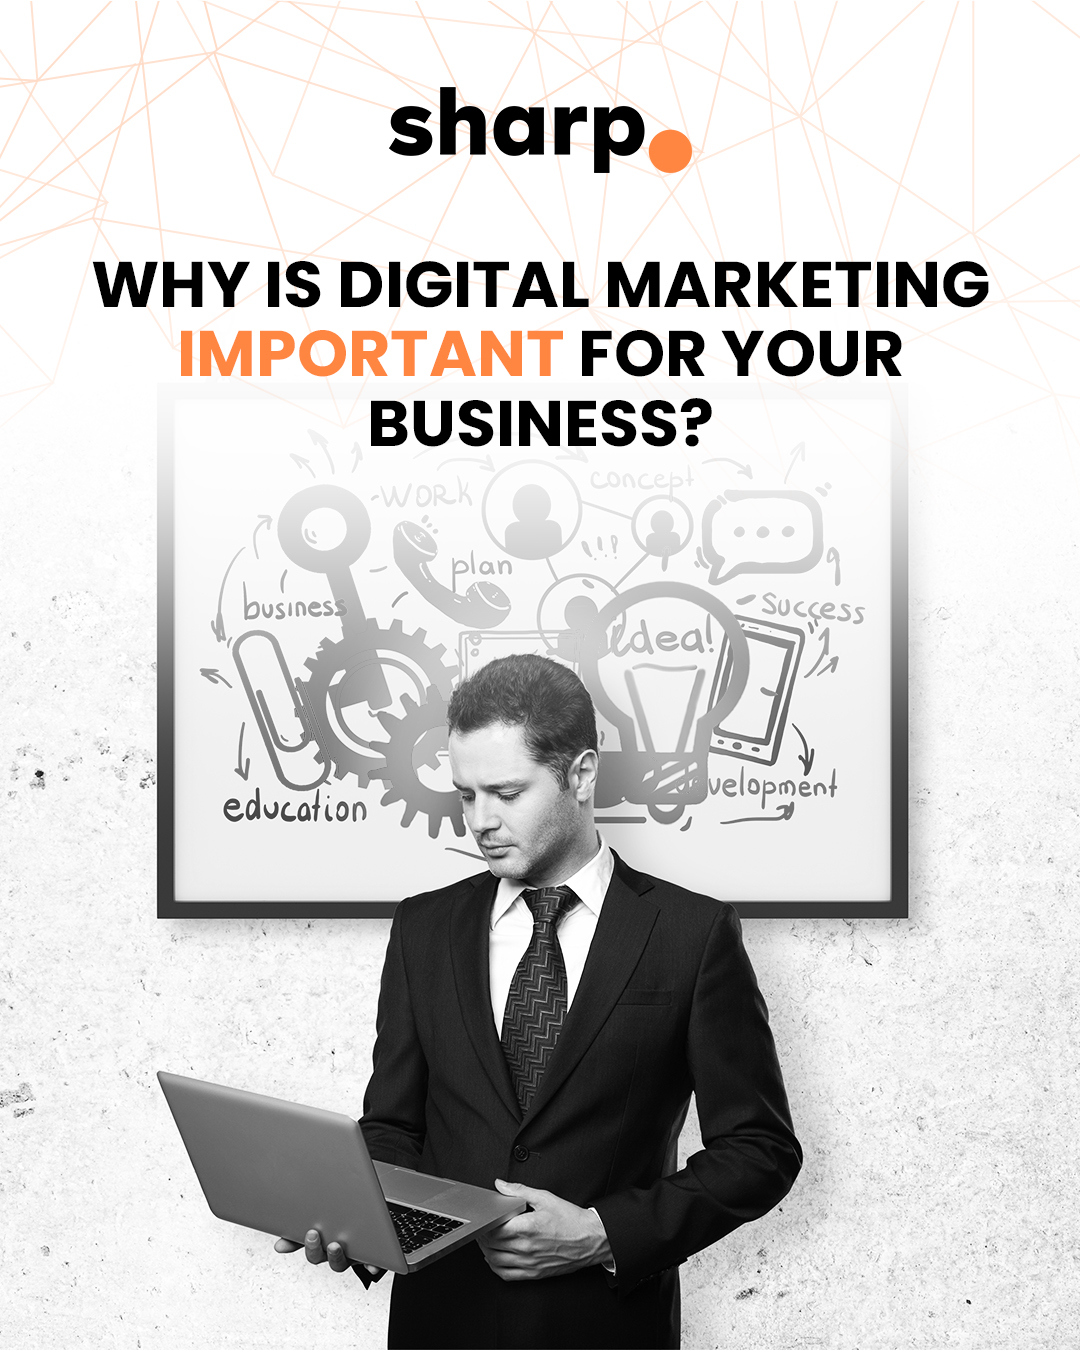 sharp.
WHY IS DIGITAL MARKETING
IMPORTANT FOR YOUR
BUSINESS?
-WORK
concept
plan
!!?
business
success
Idea!
education
velopment